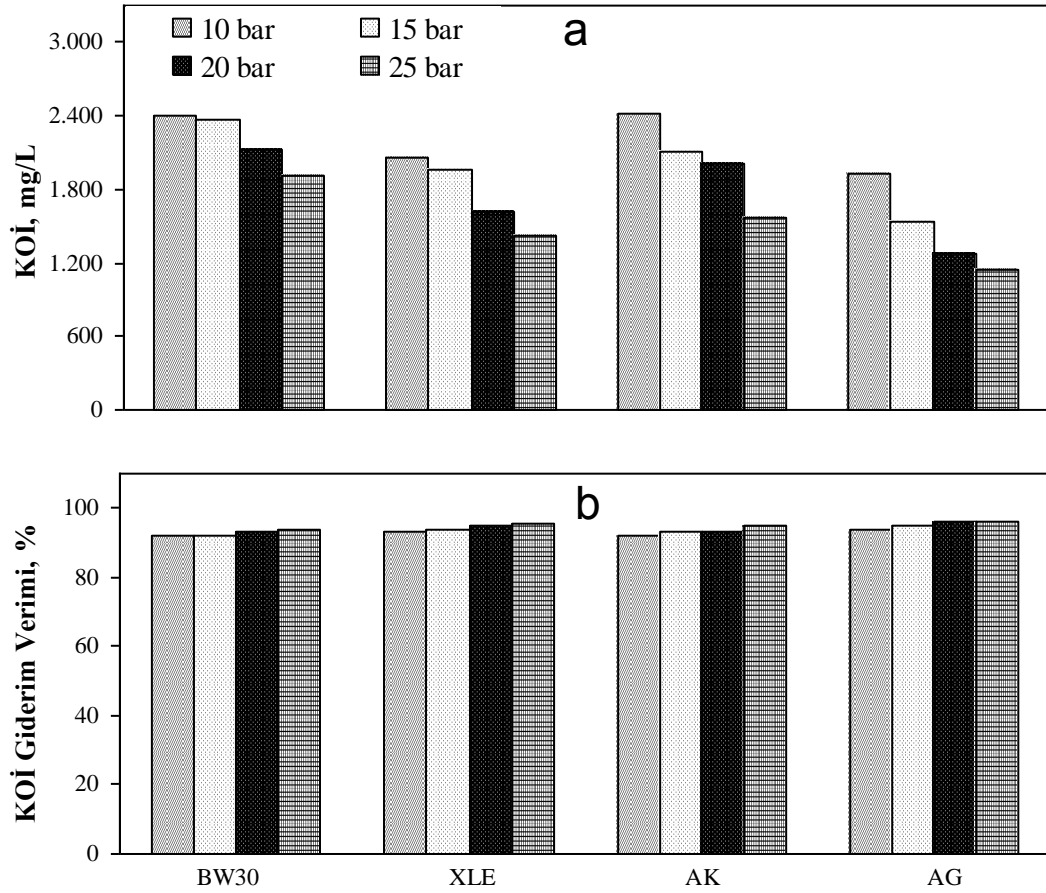 a
10 bar 15 bar
20 bar 25 bar
KOİ, mg/L
3.000
2.400
1.800
1.200
600
0
b
KOİ Giderim Verimi, %
100
80
60
40
20
0
BW30 XLE AK AG